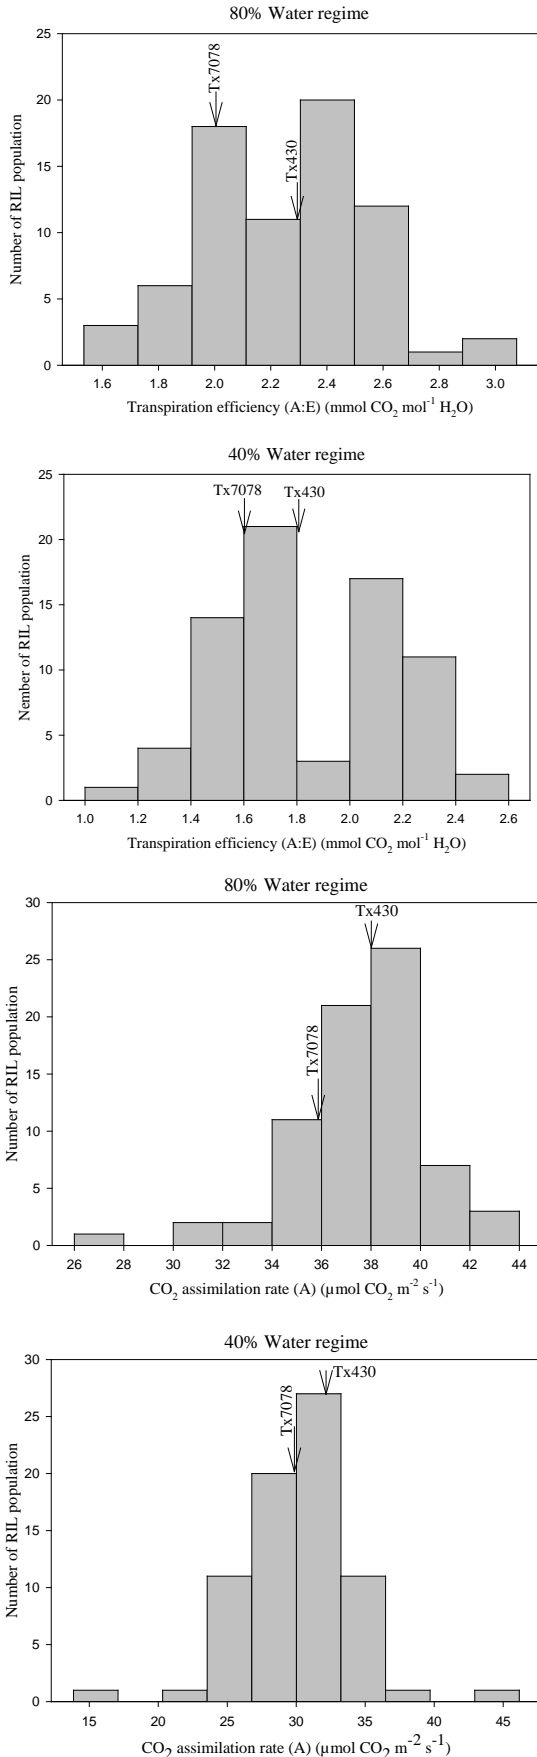 80% Water regime
25
20
15
10
5
0
Number of RIL population
Tx7078
Tx430
1.6 1.8 2.0 2.2 2.4 2.6 2.8 3.0
Transpiration efficiency (A:E) (mmol CO₂ mol⁻¹ H₂O)
40% Water regime
25
20
15
10
5
0
Nember of RIL population
Tx7078 Tx430
1.0 1.2 1.4 1.6 1.8 2.0 2.2 2.4 2.6
Transpiration efficiency (A:E) (mmol CO₂ mol⁻¹ H₂O)
80% Water regime
30
25
20
15
10
5
0
Number of RIL population
Tx430
Tx7078
26 28 30 32 34 36 38 40 42 44
CO₂ assimilation rate (A) (µmol CO₂ m⁻² s⁻¹)
40% Water regime
30
25
20
15
10
5
0
Number of RIL population
Tx7078
Tx430
15 20 25 30 35 40 45
CO₂ assimilation rate (A) (µmol CO₂ m⁻² s⁻¹)